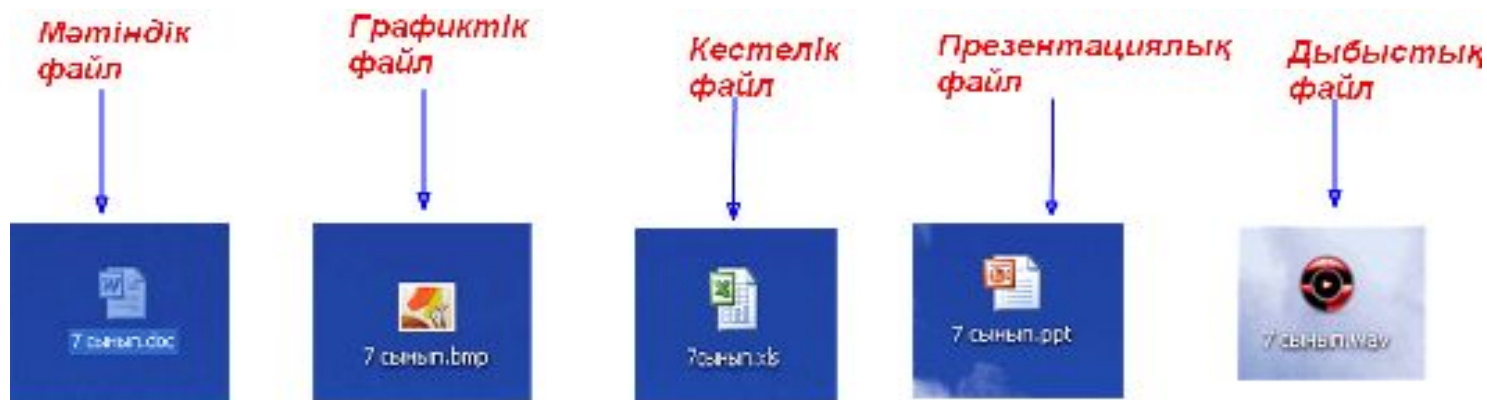 Мәтіндік
файл
Графиктік
файл
Кестелік
файл
Презентациялық
файл
Дыбыстық
файл
7 сынып.doc
7 сынып.bmp
7сынып.xls
7 сынып.ppt
7 сынып.wav